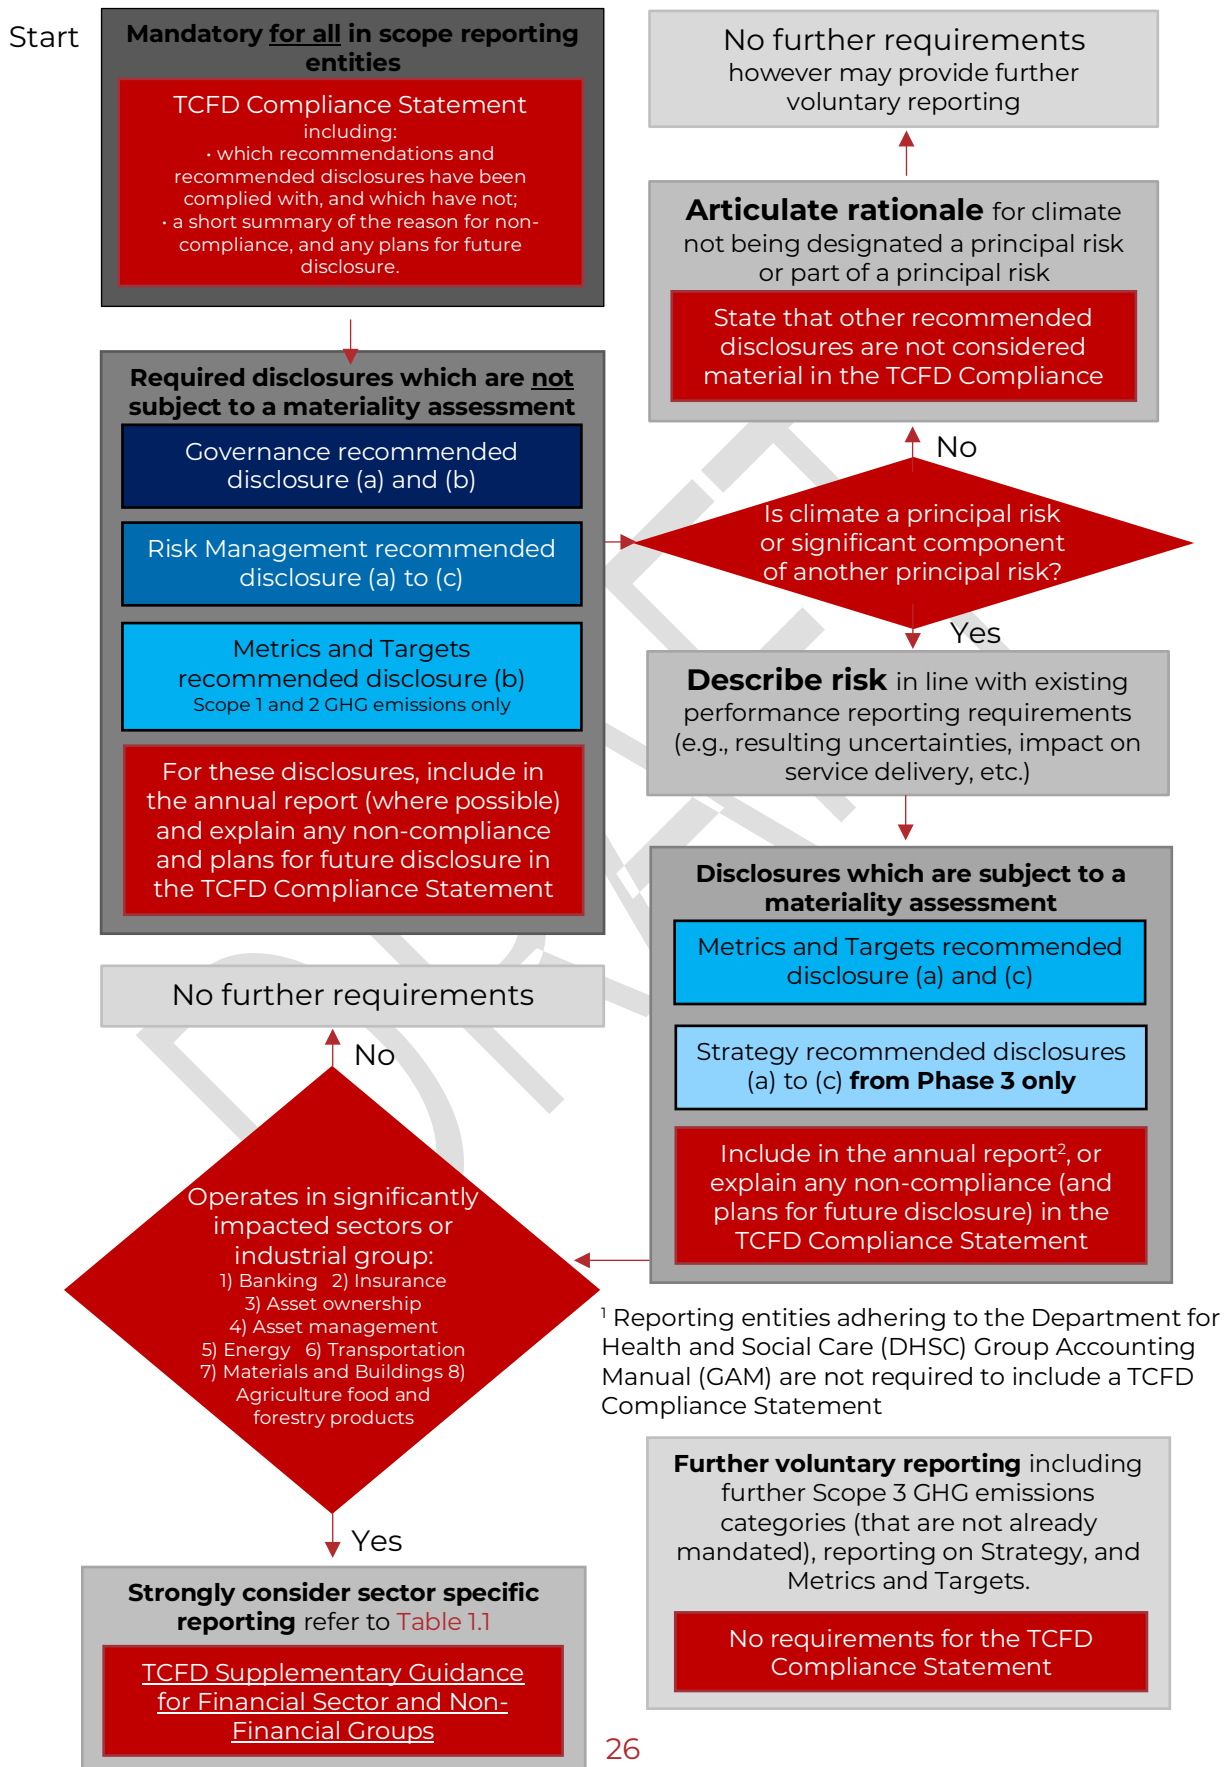 Start
Mandatory for all in scope reporting
entities
TCFD Compliance Statement
including:
• which recommendations and
recommended disclosures have been
complied with, and which have not;
• a short summary of the reason for non-
compliance, and any plans for future
disclosure.
Required disclosures which are not
subject to a materiality assessment
Governance recommended
disclosure (a) and (b)
Risk Management recommended
disclosure (a) to (c)
Metrics and Targets
recommended disclosure (b)
Scope 1 and 2 GHG emissions only
For these disclosures, include in
the annual report (where possible)
and explain any non-compliance
and plans for future disclosure in
the TCFD Compliance Statement
No further requirements
however may provide further
voluntary reporting
Articulate rationale for climate
not being designated a principal risk
or part of a principal risk
State that other recommended
disclosures are not considered
material in the TCFD Compliance
No
Is climate a principal risk
or significant component
of another principal risk?
Yes
Describe risk in line with existing
performance reporting requirements
(e.g., resulting uncertainties, impact on
service delivery, etc.)
Disclosures which are subject to a
materiality assessment
Metrics and Targets recommended
disclosure (a) and (c)
Strategy recommended disclosures
(a) to (c) from Phase 3 only
Include in the annual report², or
explain any non-compliance (and
plans for future disclosure) in the
TCFD Compliance Statement
No further requirements
No
Operates in significantly
impacted sectors or
industrial group:
1) Banking 2) Insurance
3) Asset ownership
4) Asset management
5) Energy 6) Transportation
7) Materials and Buildings 8)
Agriculture food and
forestry products
Yes
Strongly consider sector specific
reporting refer to Table 1.1
TCFD Supplementary Guidance
for Financial Sector and Non-
Financial Groups
¹ Reporting entities adhering to the Department for
Health and Social Care (DHSC) Group Accounting
Manual (GAM) are not required to include a TCFD
Compliance Statement
Further voluntary reporting including
further Scope 3 GHG emissions
categories (that are not already
mandated), reporting on Strategy, and
Metrics and Targets.
No requirements for the TCFD
Compliance Statement
26
DRAFT